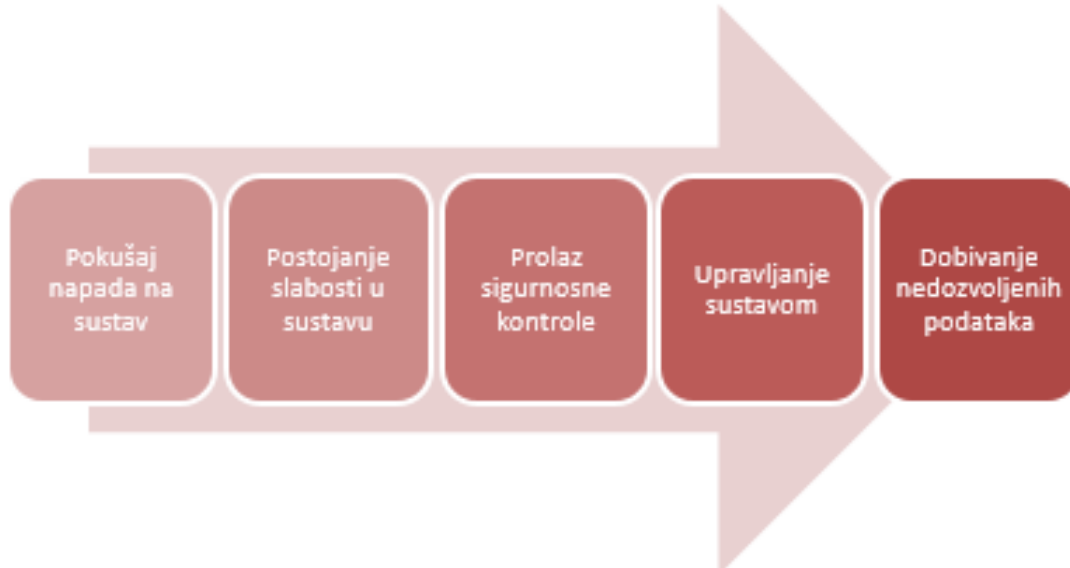 Pokušaj
napada na
sustav
Postojanje
slabosti u
sustavu
Prolaz
sigurnosne
kontrole
Upravljanje
sustavom
Dobivanje
nedozvoljenih
podataka